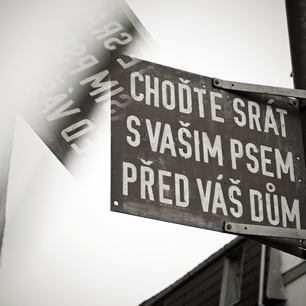 CHOĎTE SRÁT
S VAŠIM PSEM
PŘED VÁŠ DŮM